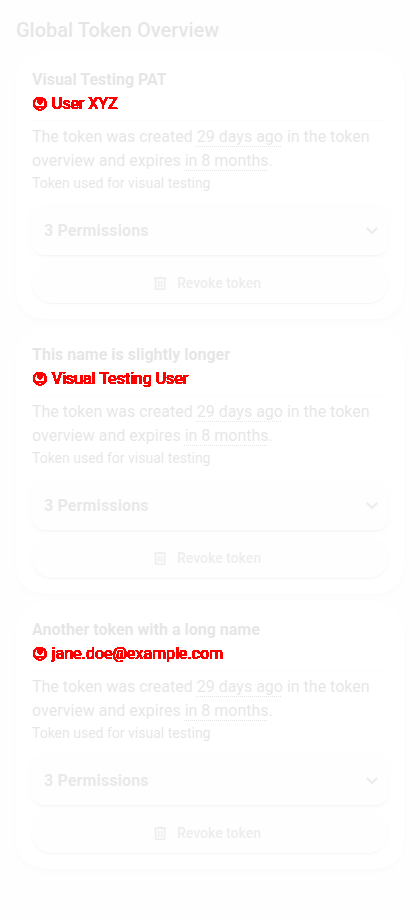 Global Token Overview
Visual Testing PAT
User XYZ
The token was created 29 days ago in the token
overview and expires in 8 months.
Token used for visual testing
3 Permissions
Revoke token
This name is slightly longer
Visual Testing User
The token was created 29 days ago in the token
overview and expires in 8 months.
Token used for visual testing
3 Permissions
Revoke token
Another token with a long name
jane.doe@example.com
The token was created 29 days ago in the token
overview and expires in 8 months.
Token used for visual testing
3 Permissions
Revoke token